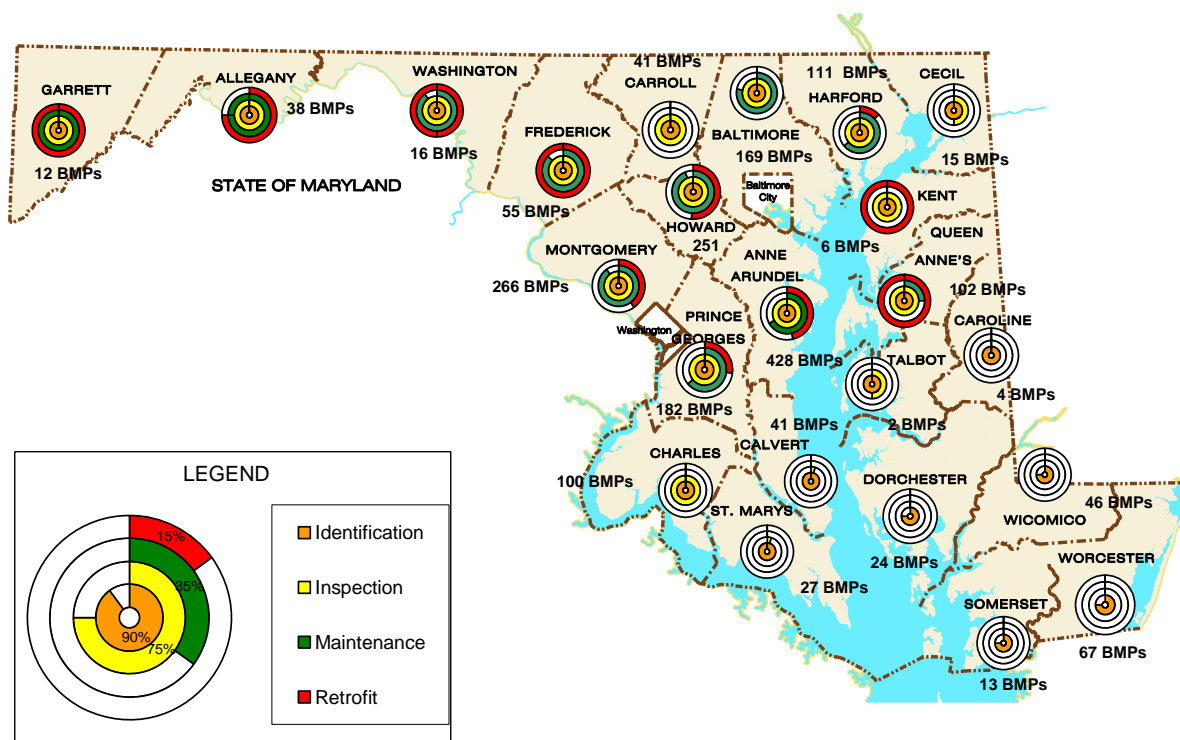 41 BMPs
CARROLL
111 BMPs
HARFORD
CECIL
GARRETT
ALLEGANY
38 BMPs
WASHINGTON
FREDERICK
BALTIMORE
169 BMPs
12 BMPs
16 BMPs
15 BMPs
STATE OF MARYLAND
Baltimore
City
KENT
55 BMPs
HOWARD
251
6 BMPs
QUEEN
ANNE'S
102 BMPs
MONTGOMERY
266 BMPs
ANNE
ARUNDEL
428 BMPs
PRINCE
GEORGES
Washington
182 BMPs
CAROLINE
4 BMPs
TALBOT
2 BMPs
41 BMPs
CALVERT
CHARLES
100 BMPs
ST. MARYS
27 BMPs
DORCHESTER
24 BMPs
46 BMPs
WICOMICO
WORCESTER
67 BMPs
SOMERSET
13 BMPs
LEGEND
15%
35%
90%
75%
Identification
Inspection
Maintenance
Retrofit